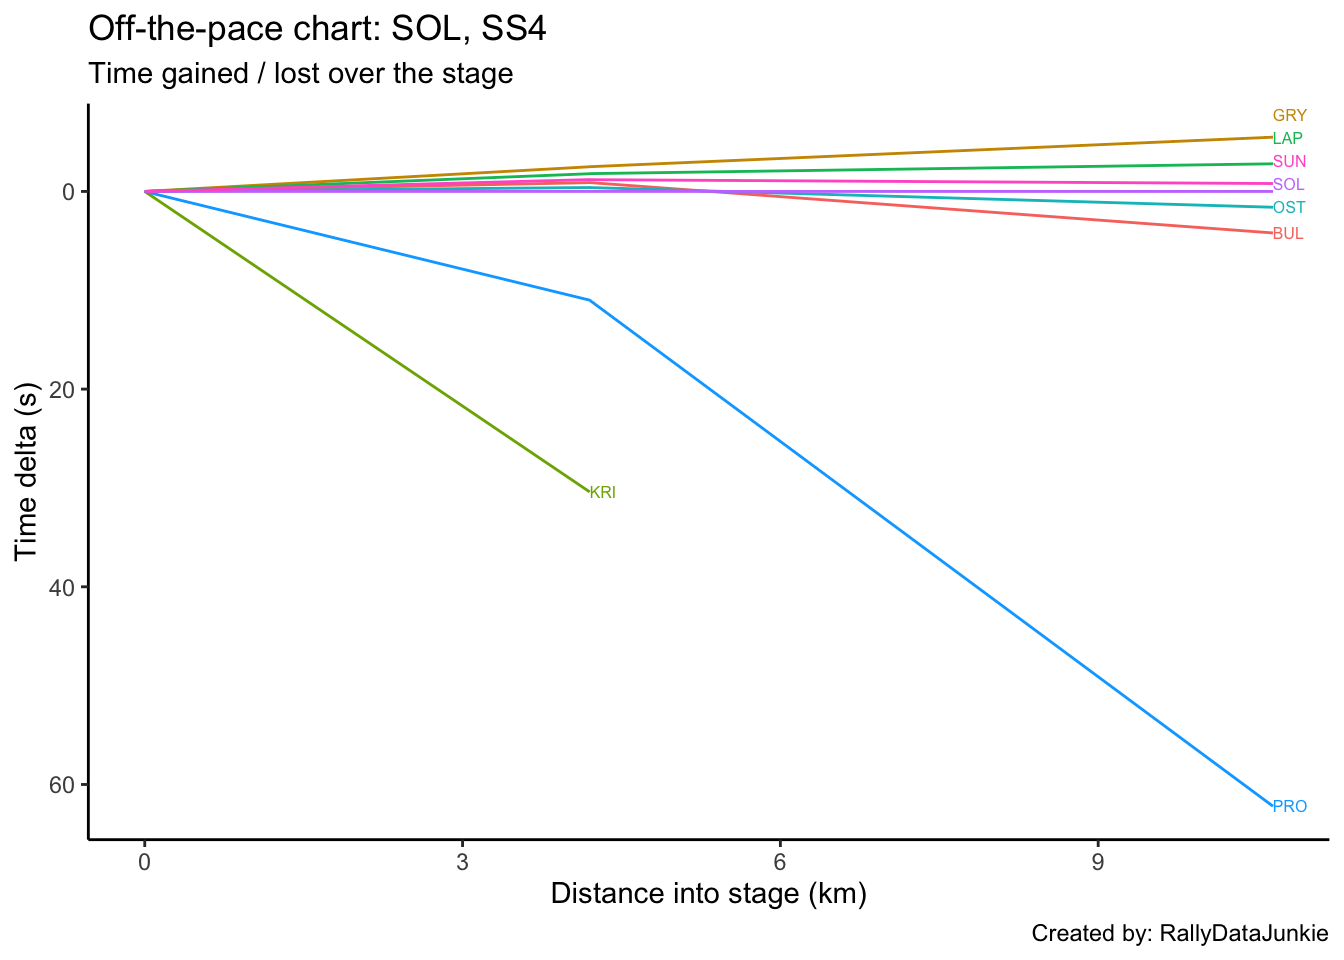 Off-the-pace chart: SOL, SS4
Time gained / lost over the stage
GRY
LAP
SUN
SOL
OST
BUL
KRI
PRO
0
20
40
60
Time delta (s)
0 3 6 9
Distance into stage (km)
Created by: RallyDataJunkie